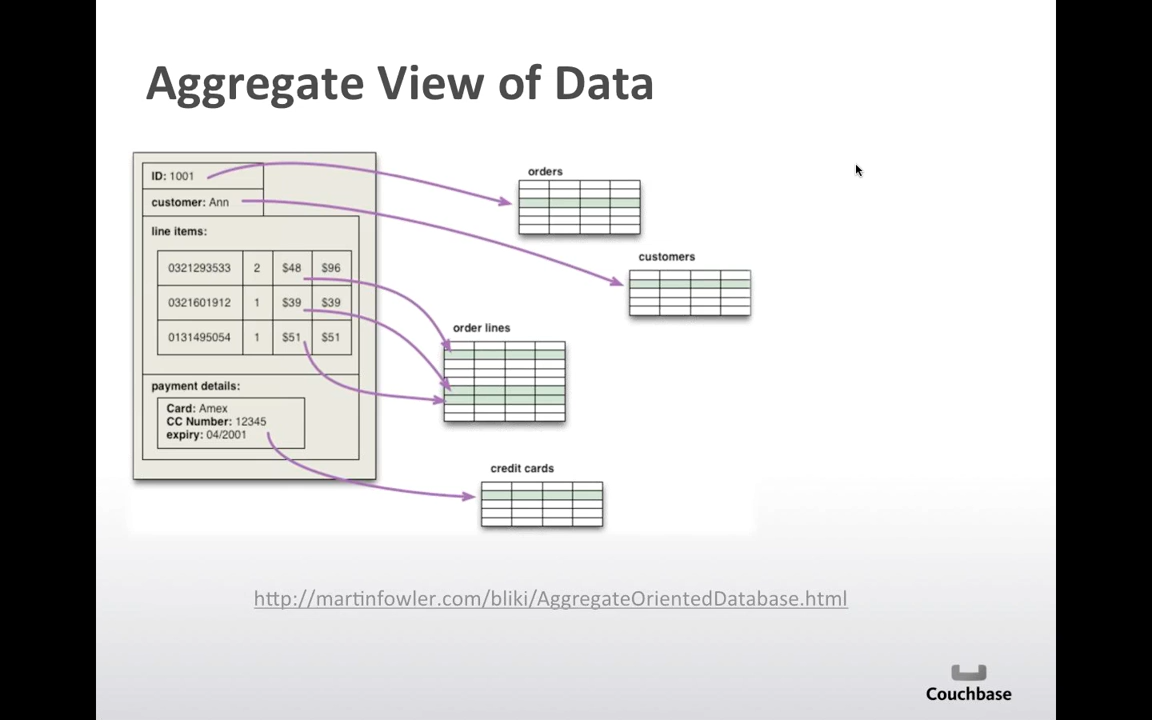 Aggregate View of Data
ID: 1001
customer: Ann
line items:
0321293533 2 $48 $96
0321601912 1 $39 $39
0131495054 1 $51 $51
payment details:
Card: Amex
CC Number: 12345
expiry: 04/2001
orders
customers
order lines
credit cards
http://martinfowler.com/bliki/AggregateOrientedDatabase.html
Couchbase